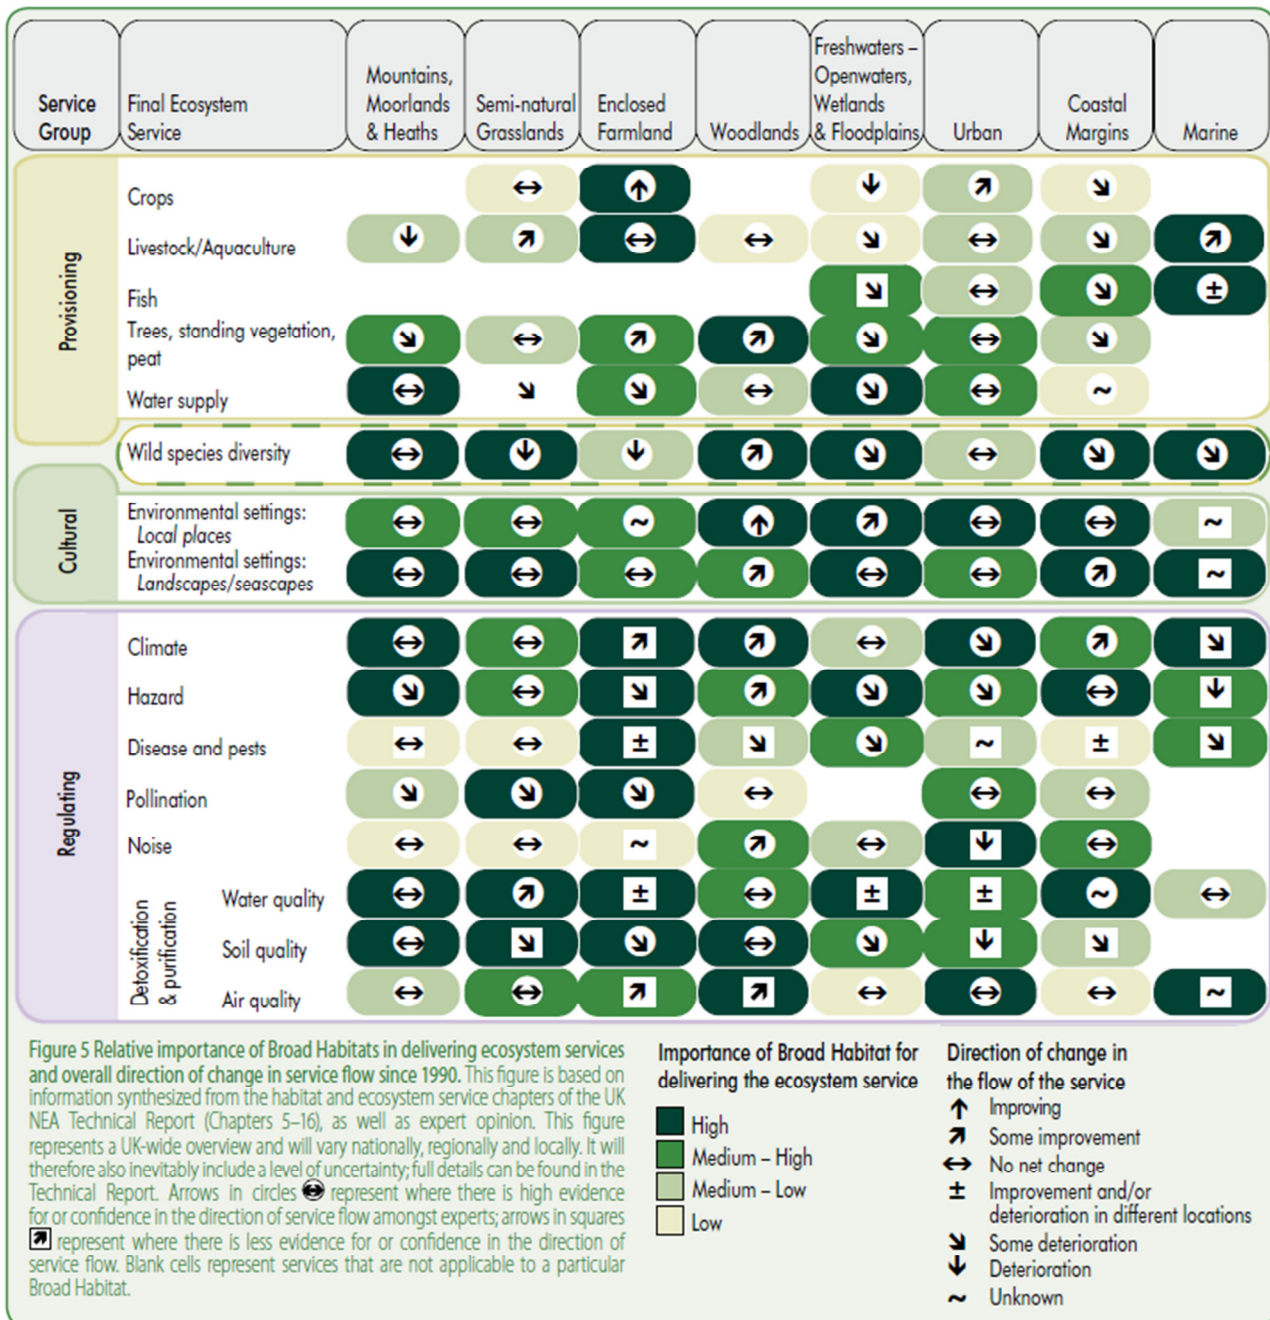 Service
Group
Final Ecosystem
Service
Mountains,
Moorlands
& Heaths
Semi-natural
Grasslands
Enclosed
Farmland
Woodlands
Freshwaters –
Openwaters,
Wetlands
& Floodplains
Urban
Coastal
Margins
Marine
Provisioning
Crops
Livestock/Aquaculture
Fish
Trees, standing vegetation,
peat
Water supply
Wild species diversity
Cultural
Environmental settings:
Local places
Environmental settings:
Landscapes/seascapes
Regulating
Climate
Hazard
Disease and pests
Pollination
Noise
Detoxification
& purification
Water quality
Soil quality
Air quality
Figure 5 Relative importance of Broad Habitats in delivering ecosystem services
and overall direction of change in service flow since 1990. This figure is based on
information synthesized from the habitat and ecosystem service chapters of the UK
NEA Technical Report (Chapters 5–16), as well as expert opinion. This figure
represents a UK-wide overview and will vary nationally, regionally and locally. It will
therefore also inevitably include a level of uncertainty; full details can be found in the
Technical Report. Arrows in circles ↔ represent where there is high evidence
for or confidence in the direction of service flow amongst experts; arrows in squares
↗ represent where there is less evidence for or confidence in the direction of
service flow. Blank cells represent services that are not applicable to a particular
Broad Habitat.
Importance of Broad Habitat for
delivering the ecosystem service
High
Medium – High
Medium – Low
Low
Direction of change in
the flow of the service
↑ Improving
↗ Some improvement
↔ No net change
± Improvement and/or
deterioration in different locations
↘ Some deterioration
↓ Deterioration
~ Unknown